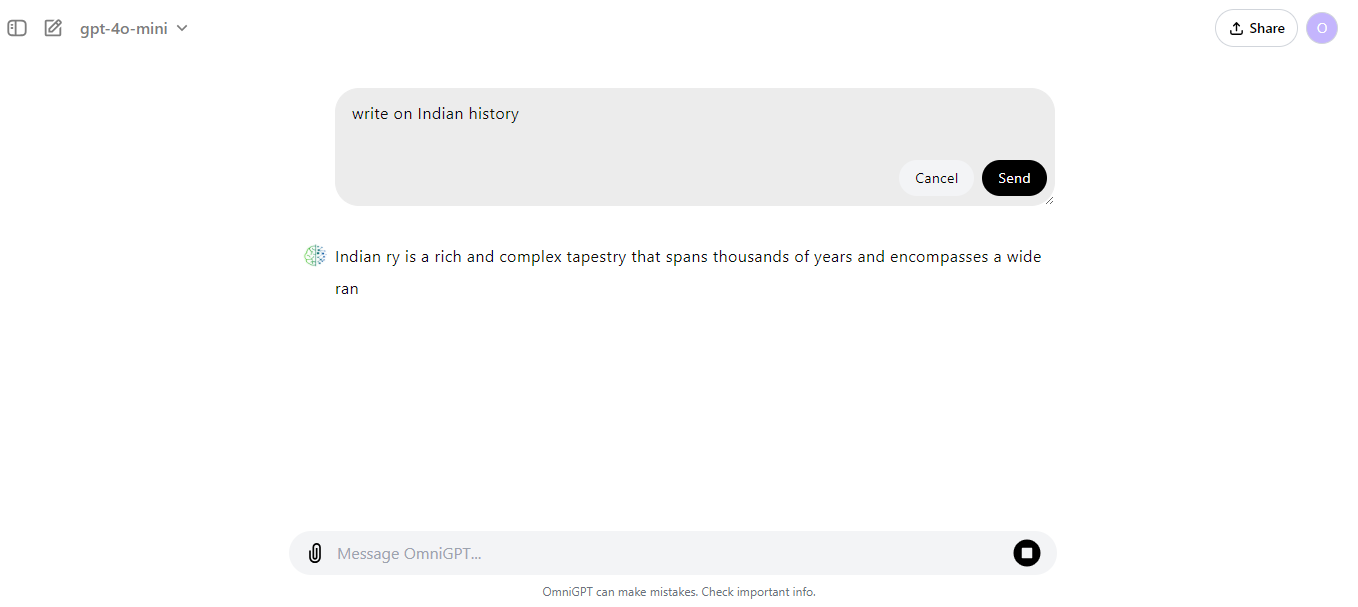 gpt-4o-mini
Share
O
write on Indian history
Cancel
Send
Indian ry is a rich and complex tapestry that spans thousands of years and encompasses a wide
ran
Message OmniGPT...
OmniGPT can make mistakes. Check important info.